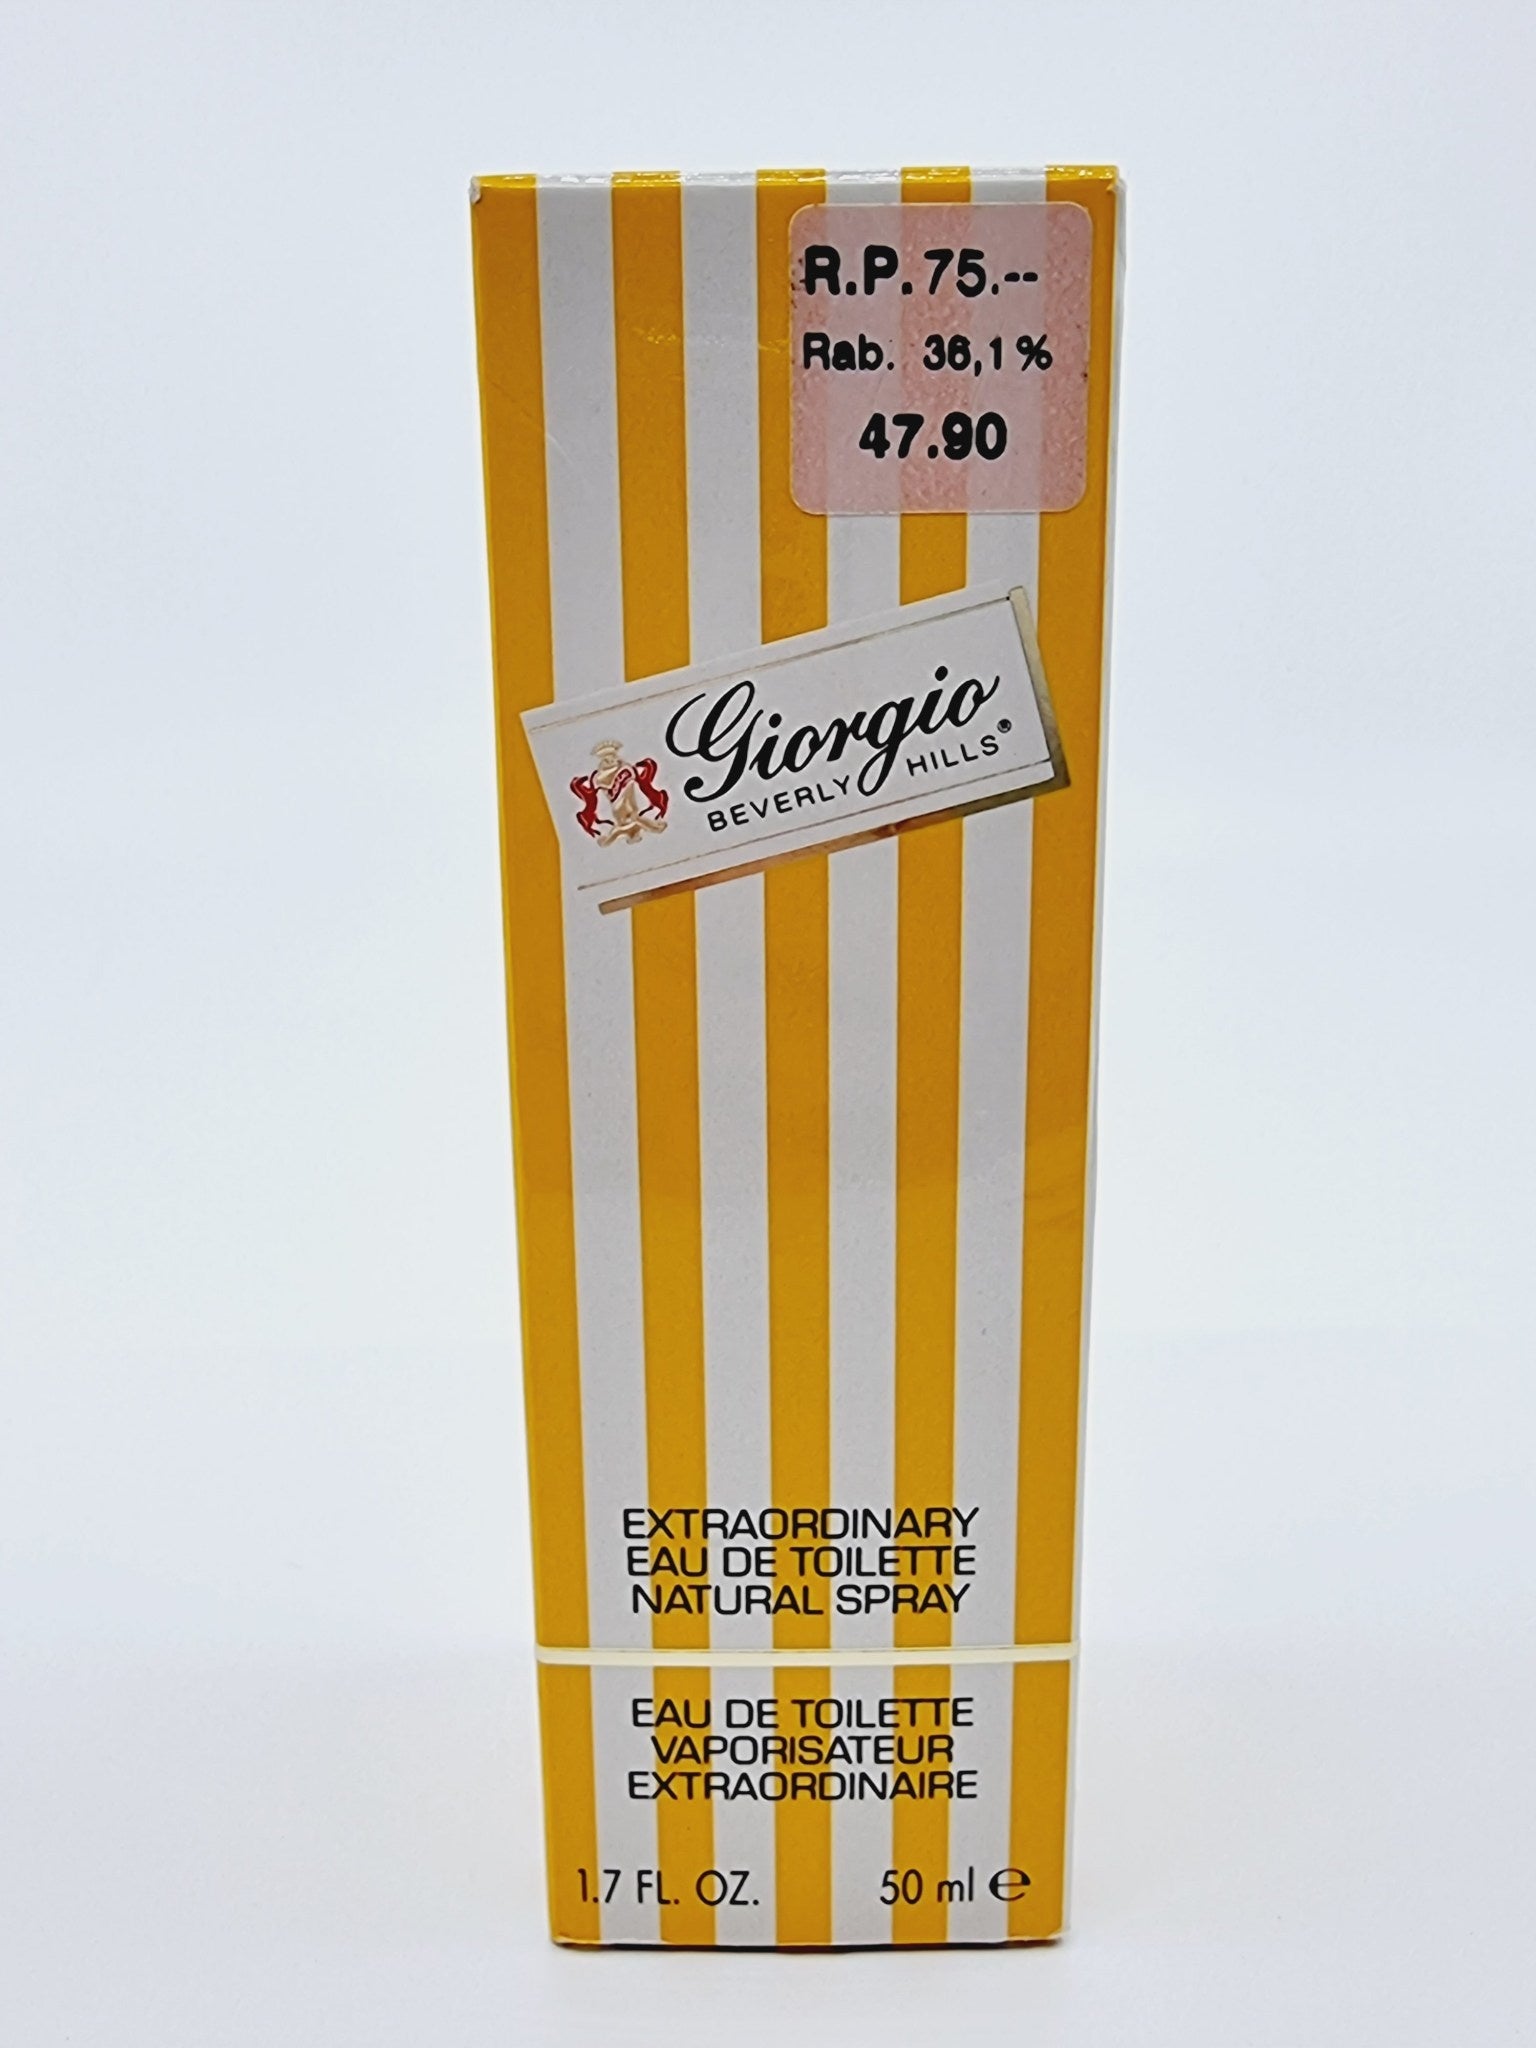 R.P. 75.--
Rab. 36,1 %
47.90
Giorgio
BEVERLY HILLS®
EXTRAORDINARY
EAU DE TOILETTE
NATURAL SPRAY
EAU DE TOILETTE
VAPORISATEUR
EXTRAORDINAIRE
1.7 FL. OZ. 50 ml ℮